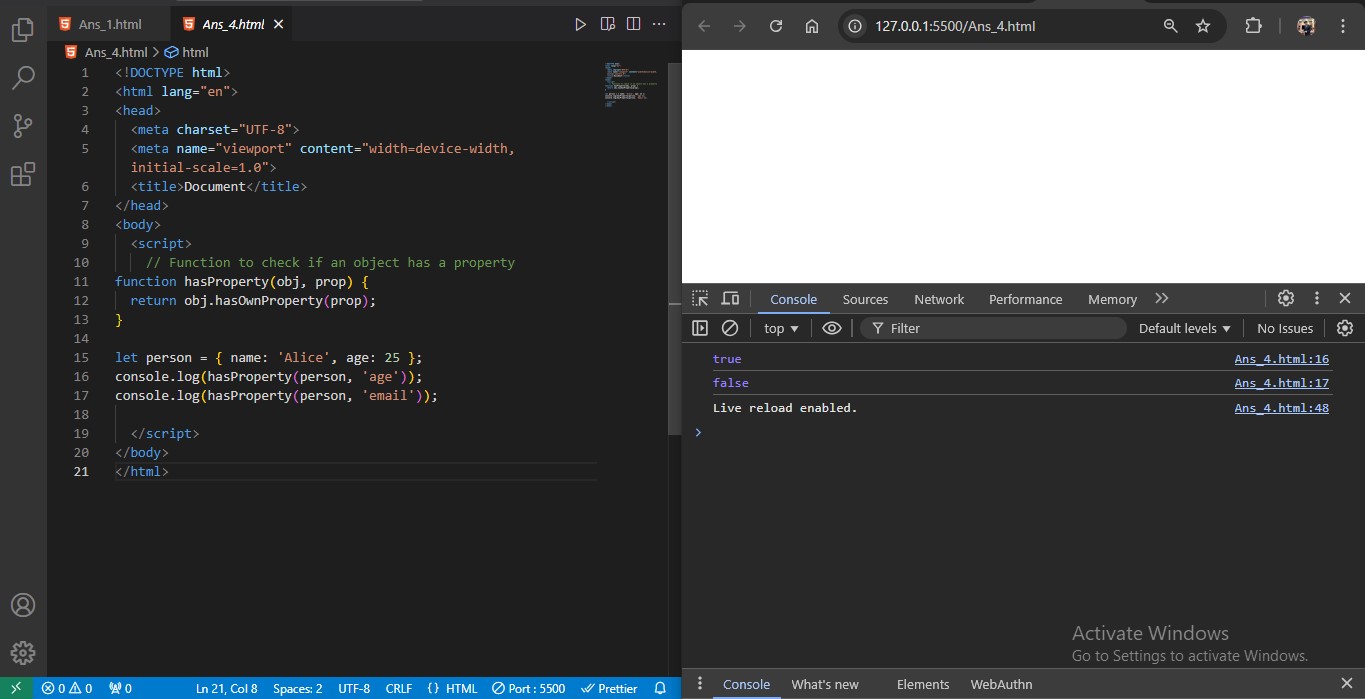 Ans_1.html
Ans_4.html
Ans_4.html > html
1 <!DOCTYPE html>
2 <html lang="en">
3 <head>
4 <meta charset="UTF-8">
5 <meta name="viewport" content="width=device-width,
initial-scale=1.0">
6 <title>Document</title>
7 </head>
8 <body>
9 <script>
10 // Function to check if an object has a property
11 function hasProperty(obj, prop) {
12 return obj.hasOwnProperty(prop);
13 }
14
15 let person = { name: 'Alice', age: 25 };
16 console.log(hasProperty(person, 'age'));
17 console.log(hasProperty(person, 'email'));
18
19 </script>
20 </body>
21 </html>
0 0 0 Ln 21, Col 8 Spaces: 2 UTF-8 CRLF {} HTML Port : 5500 Prettier
127.0.0.1:5500/Ans_4.html
Console Sources Network Performance Memory
top Filter Default levels No Issues
true Ans_4.html:16
false Ans_4.html:17
Live reload enabled. Ans_4.html:48
Activate Windows
Go to Settings to activate Windows.
Console What's new Elements WebAuthn